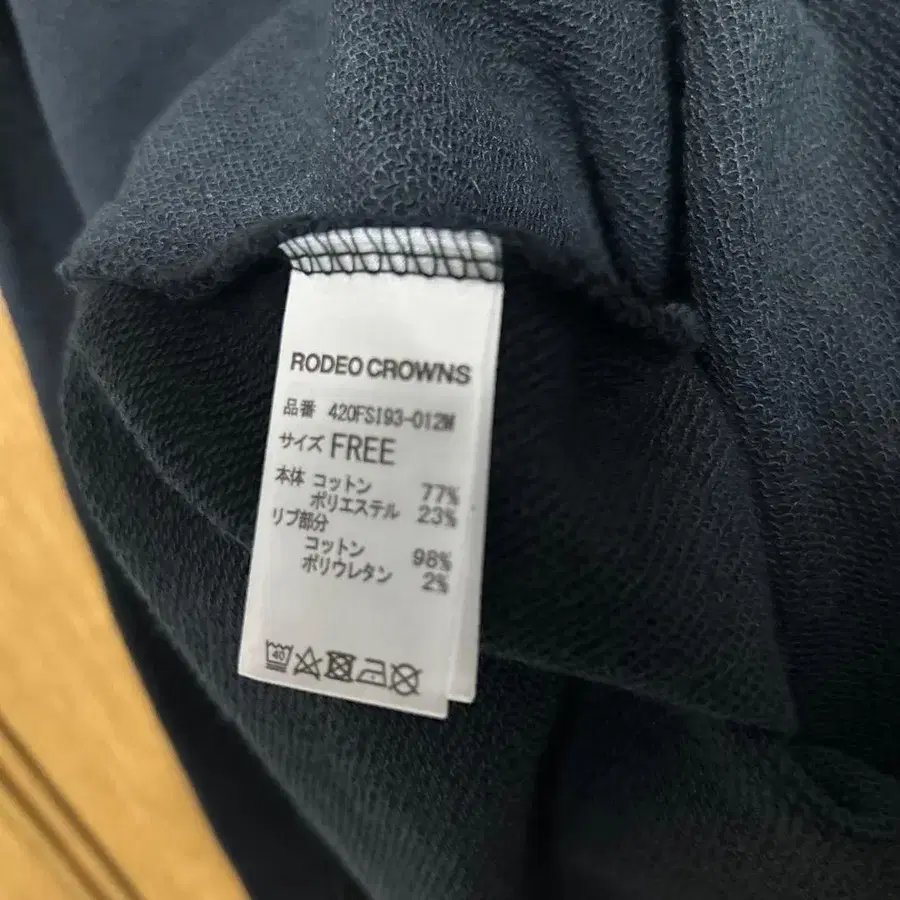 RODEO CROWNS
品番 420FSI93-012M
サイズ FREE
本体 コットン 77%
ポリエステル 23%
リブ部分
コットン 98%
ポリウレタン 2%
40